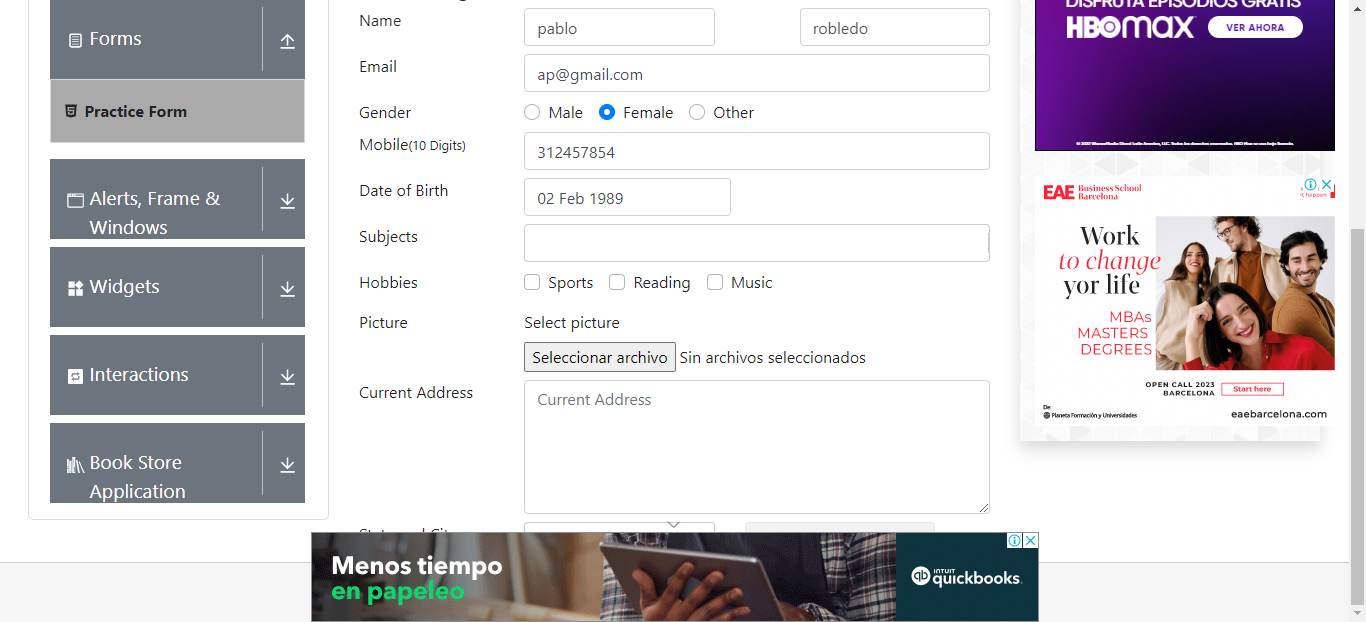 Forms
Practice Form
Alerts, Frame &
Windows
Widgets
Interactions
Book Store
Application
Name
pablo
robledo
Email
ap@gmail.com
Gender
Male
Female
Other
Mobile(10 Digits)
312457854
Date of Birth
02 Feb 1989
Subjects
Hobbies
Sports
Reading
Music
Picture
Select picture
Seleccionar archivo Sin archivos seleccionados
Current Address
Current Address
DISFRUTA EPISODIOS GRATIS
HBOMAX
VER AHORA
EAE Business School
Barcelona
it happen
Work
to change
yor life
MBAs
MASTERS
DEGREES
OPEN CALL 2023
BARCELONA
Start here
De:
Planeta Formación y Universidades
eaebarcelona.com
Menos tiempo
en papeleo
INTUIT
quickbooks.